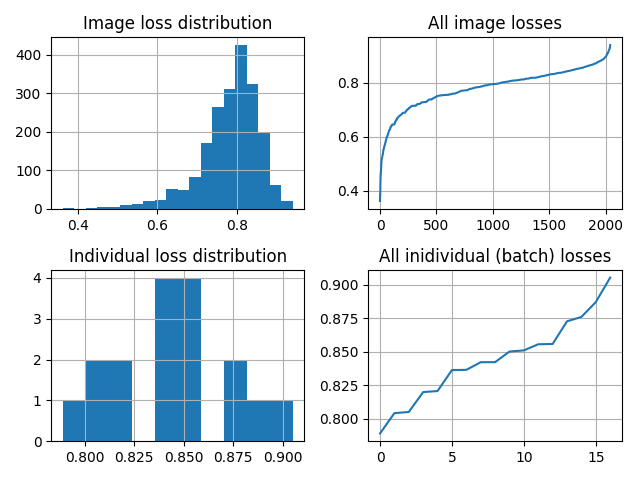 Image loss distribution
400
300
200
100
0
0.4 0.6 0.8
All image losses
0.8
0.6
0.4
0 500 1000 1500 2000
Individual loss distribution
4
3
2
1
0
0.800 0.825 0.850 0.875 0.900
All inidividual (batch) losses
0.900
0.875
0.850
0.825
0.800
0 5 10 15